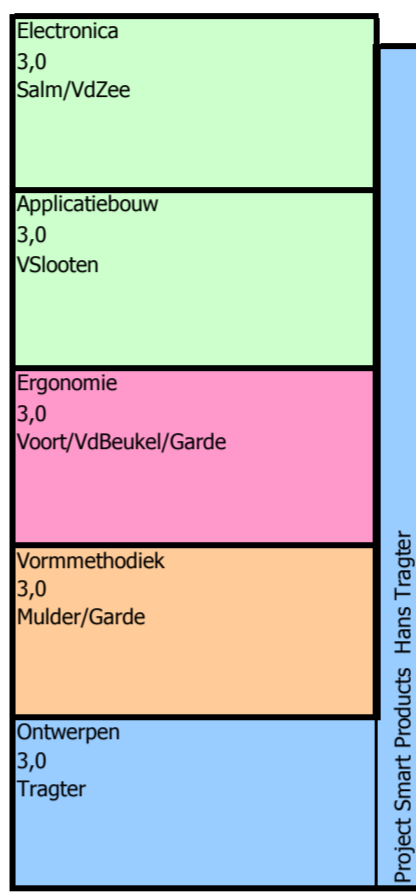 Electronica
3,0
Salm/VdZee
Applicatiebouw
3,0
VSlooten
Ergonomie
3,0
Voort/VdBeukel/Garde
Vormmethodiek
3,0
Mulder/Garde
Ontwerpen
3,0
Tragter
Project Smart Products Hans Tragter